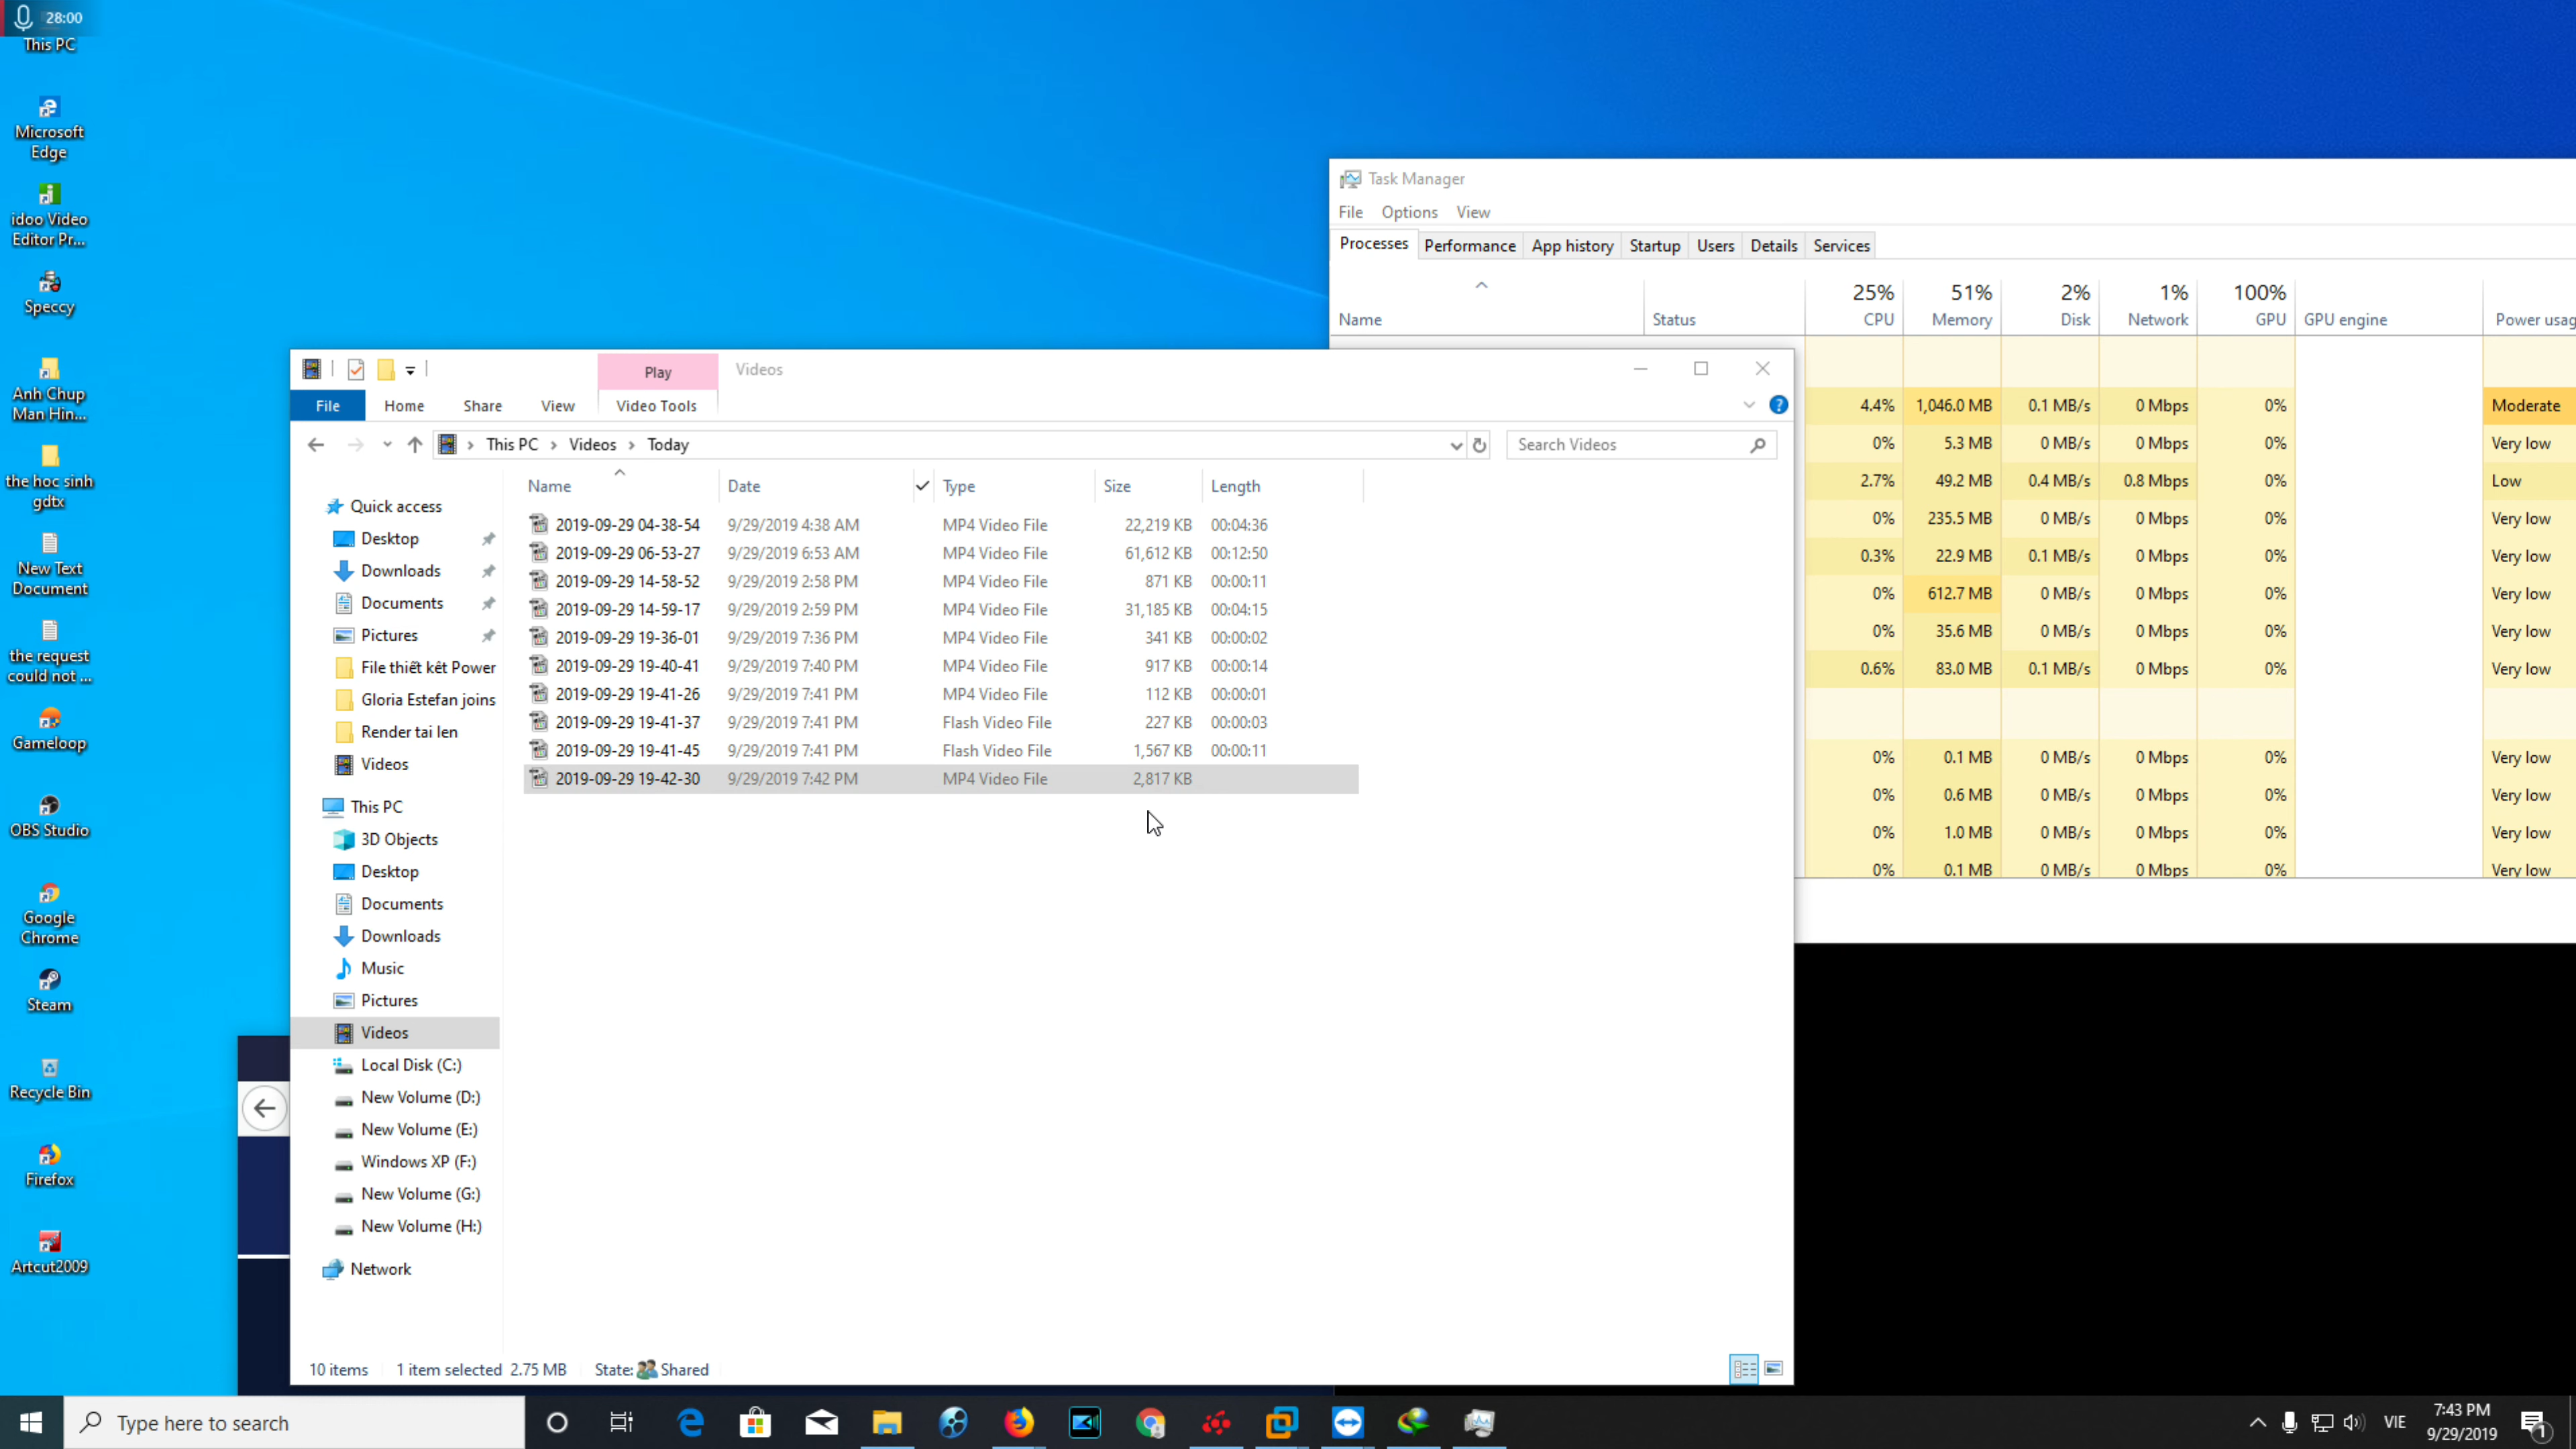 28:00
This PC
Microsoft
Edge
idoo Video
Editor Pr...
Speccy
Anh Chup
Man Hin...
the hoc sinh
gdtx
New Text
Document
the request
could not ...
Gameloop
OBS Studio
Google
Chrome
Steam
Recycle Bin
Firefox
Artcut2009
Task Manager
File Options View
Processes Performance App history Startup Users Details Services
25% 51% 2% 1% 100%
Name Status CPU Memory Disk Network GPU GPU engine Power usag
4.4% 1,046.0 MB 0.1 MB/s 0 Mbps 0% Moderate
0% 5.3 MB 0 MB/s 0 Mbps 0% Very low
2.7% 49.2 MB 0.4 MB/s 0.8 Mbps 0% Low
0% 235.5 MB 0 MB/s 0 Mbps 0% Very low
0.3% 22.9 MB 0.1 MB/s 0 Mbps 0% Very low
0% 612.7 MB 0 MB/s 0 Mbps 0% Very low
0% 35.6 MB 0 MB/s 0 Mbps 0% Very low
0.6% 83.0 MB 0.1 MB/s 0 Mbps 0% Very low
0% 0.1 MB 0 MB/s 0 Mbps 0% Very low
0% 0.6 MB 0 MB/s 0 Mbps 0% Very low
0% 1.0 MB 0 MB/s 0 Mbps 0% Very low
0% 0.1 MB 0 MB/s 0 Mbps 0% Very low
Play Videos
File Home Share View Video Tools
This PC Videos Today Search Videos
Name Date Type Size Length
2019-09-29 04-38-54 9/29/2019 4:38 AM MP4 Video File 22,219 KB 00:04:36
2019-09-29 06-53-27 9/29/2019 6:53 AM MP4 Video File 61,612 KB 00:12:50
2019-09-29 14-58-52 9/29/2019 2:58 PM MP4 Video File 871 KB 00:00:11
2019-09-29 14-59-17 9/29/2019 2:59 PM MP4 Video File 31,185 KB 00:04:15
2019-09-29 19-36-01 9/29/2019 7:36 PM MP4 Video File 341 KB 00:00:02
2019-09-29 19-40-41 9/29/2019 7:40 PM MP4 Video File 917 KB 00:00:14
2019-09-29 19-41-26 9/29/2019 7:41 PM MP4 Video File 112 KB 00:00:01
2019-09-29 19-41-37 9/29/2019 7:41 PM Flash Video File 227 KB 00:00:03
2019-09-29 19-41-45 9/29/2019 7:41 PM Flash Video File 1,567 KB 00:00:11
2019-09-29 19-42-30 9/29/2019 7:42 PM MP4 Video File 2,817 KB
Quick access
Desktop
Downloads
Documents
Pictures
File thiết kêt Power
Gloria Estefan joins
Render tai len
Videos
This PC
3D Objects
Desktop
Documents
Downloads
Music
Pictures
Videos
Local Disk (C:)
New Volume (D:)
New Volume (E:)
Windows XP (F:)
New Volume (G:)
New Volume (H:)
Network
10 items 1 item selected 2.75 MB State: Shared
Type here to search
VIE
7:43 PM
9/29/2019
1